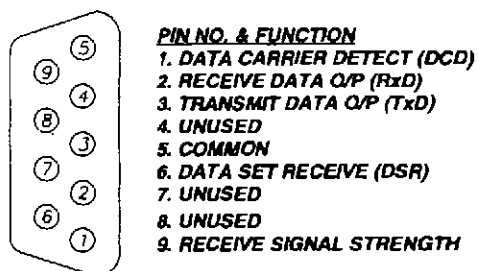 5
9
4
8
3
7
2
6
1
PIN NO. & FUNCTION
1. DATA CARRIER DETECT (DCD)
2. RECEIVE DATA O/P (RxD)
3. TRANSMIT DATA O/P (TxD)
4. UNUSED
5. COMMON
6. DATA SET RECEIVE (DSR)
7. UNUSED
8. UNUSED
9. RECEIVE SIGNAL STRENGTH